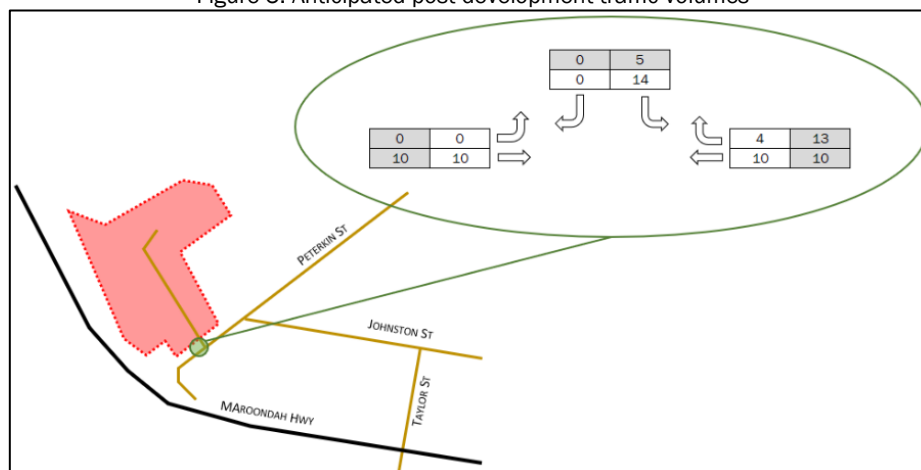 Figure 3: Anticipated post development traffic volumes
0 5
0 14
0 0
10 10
4 13
10 10
PETERKIN ST
JOHNSTON ST
TAYLOR ST
MAROONDAH HWY